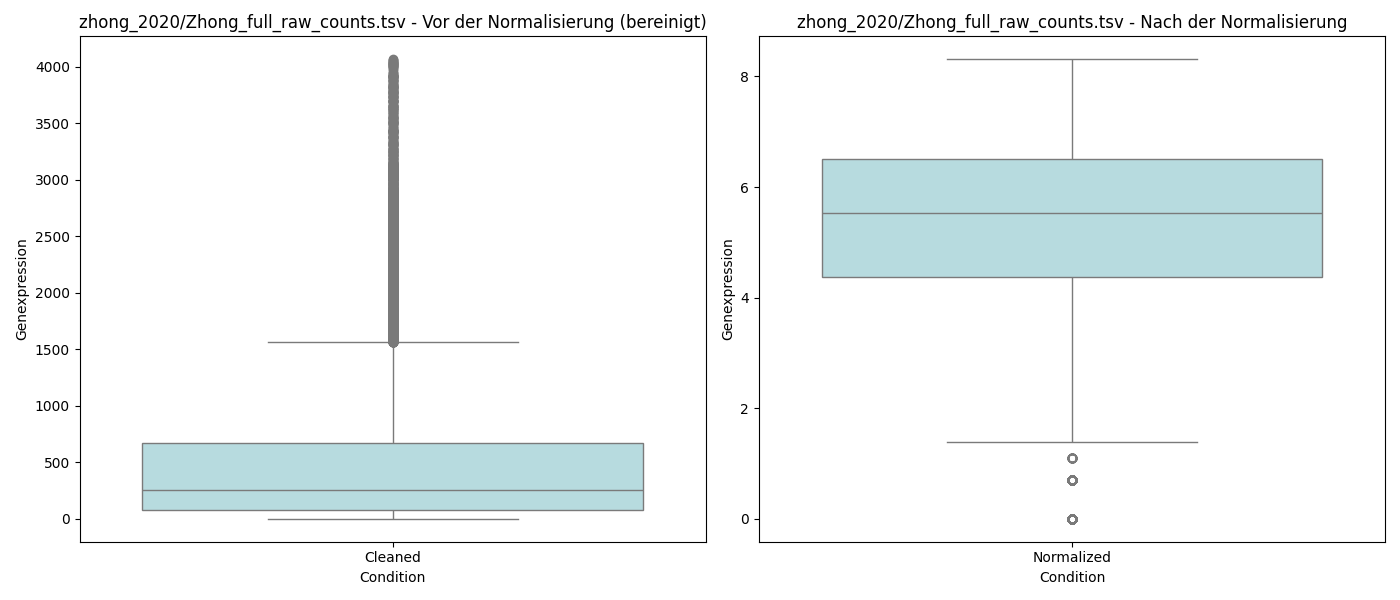 zhong_2020/Zhong_full_raw_counts.tsv - Vor der Normalisierung (bereinigt)
4000
3500
3000
2500
2000
1500
1000
500
0
Genexpression
Cleaned
Condition
zhong_2020/Zhong_full_raw_counts.tsv - Nach der Normalisierung
8
6
4
2
0
Genexpression
Normalized
Condition